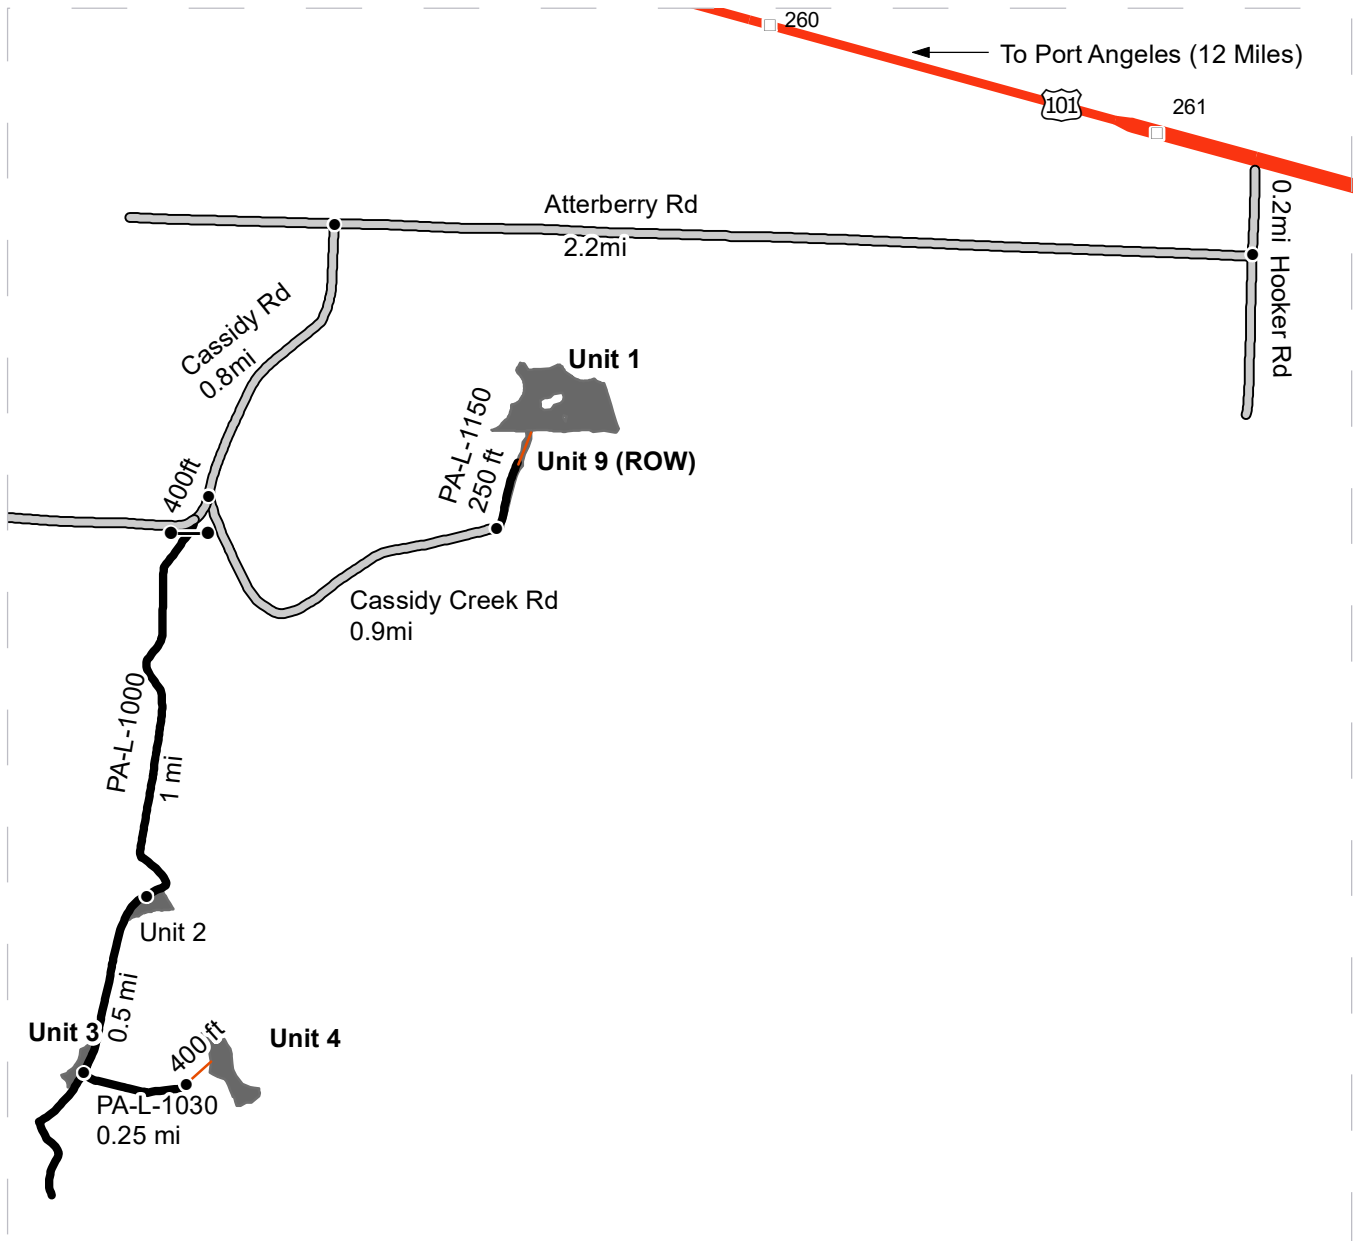 260
To Port Angeles (12 Miles)
101
261
Atterberry Rd
2.2mi
0.2mi Hooker Rd
Cassidy Rd
0.8mi
Unit 1
PA-L-1150
250 ft
Unit 9 (ROW)
400ft
Cassidy Creek Rd
0.9mi
PA-L-1000
1 mi
Unit 2
0.5 mi
Unit 3
400 ft
Unit 4
PA-L-1030
0.25 mi